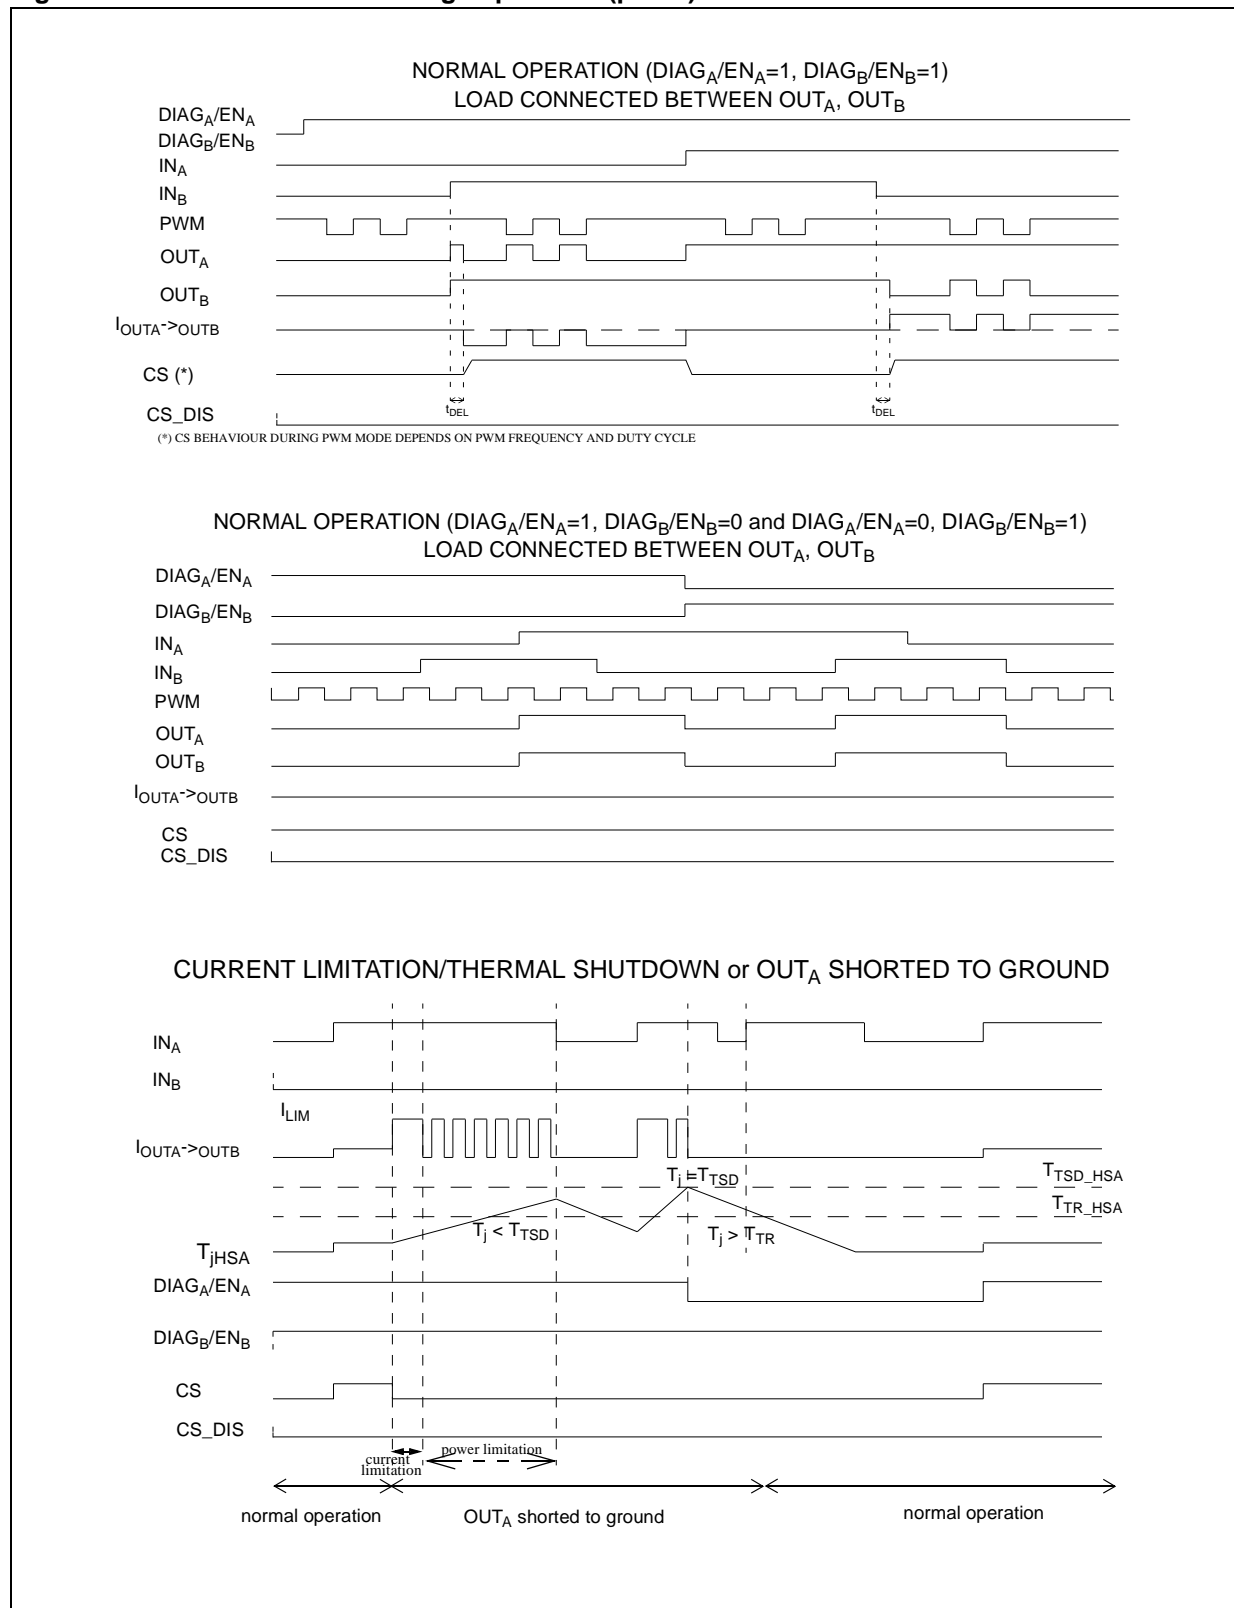 NORMAL OPERATION (DIAGA/ENA=1, DIAGB/ENB=1)
LOAD CONNECTED BETWEEN OUTA, OUTB
DIAGA/ENA
DIAGB/ENB
INA
INB
PWM
OUTA
OUTB
IOUTA->OUTB
CS (*)
tDEL
tDEL
CS_DIS
(*) CS BEHAVIOUR DURING PWM MODE DEPENDS ON PWM FREQUENCY AND DUTY CYCLE
NORMAL OPERATION (DIAGA/ENA=1, DIAGB/ENB=0 and DIAGA/ENA=0, DIAGB/ENB=1)
LOAD CONNECTED BETWEEN OUTA, OUTB
DIAGA/ENA
DIAGB/ENB
INA
INB
PWM
OUTA
OUTB
IOUTA->OUTB
CS
CS_DIS
CURRENT LIMITATION/THERMAL SHUTDOWN or OUTA SHORTED TO GROUND
INA
INB
ILIM
IOUTA->OUTB
Tj =TTSD
TTSD_HSA
TTR_HSA
Tj < TTSD
Tj > TTR
TjHSA
DIAGA/ENA
DIAGB/ENB
CS
CS_DIS
current
limitation
power limitation
normal operation
OUTA shorted to ground
normal operation